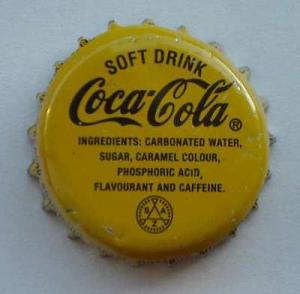 SOFT DRINK
Coca-Cola®
INGREDIENTS: CARBONATED WATER,
SUGAR, CARAMEL COLOUR,
PHOSPHORIC ACID,
FLAVOURANT AND CAFFEINE.